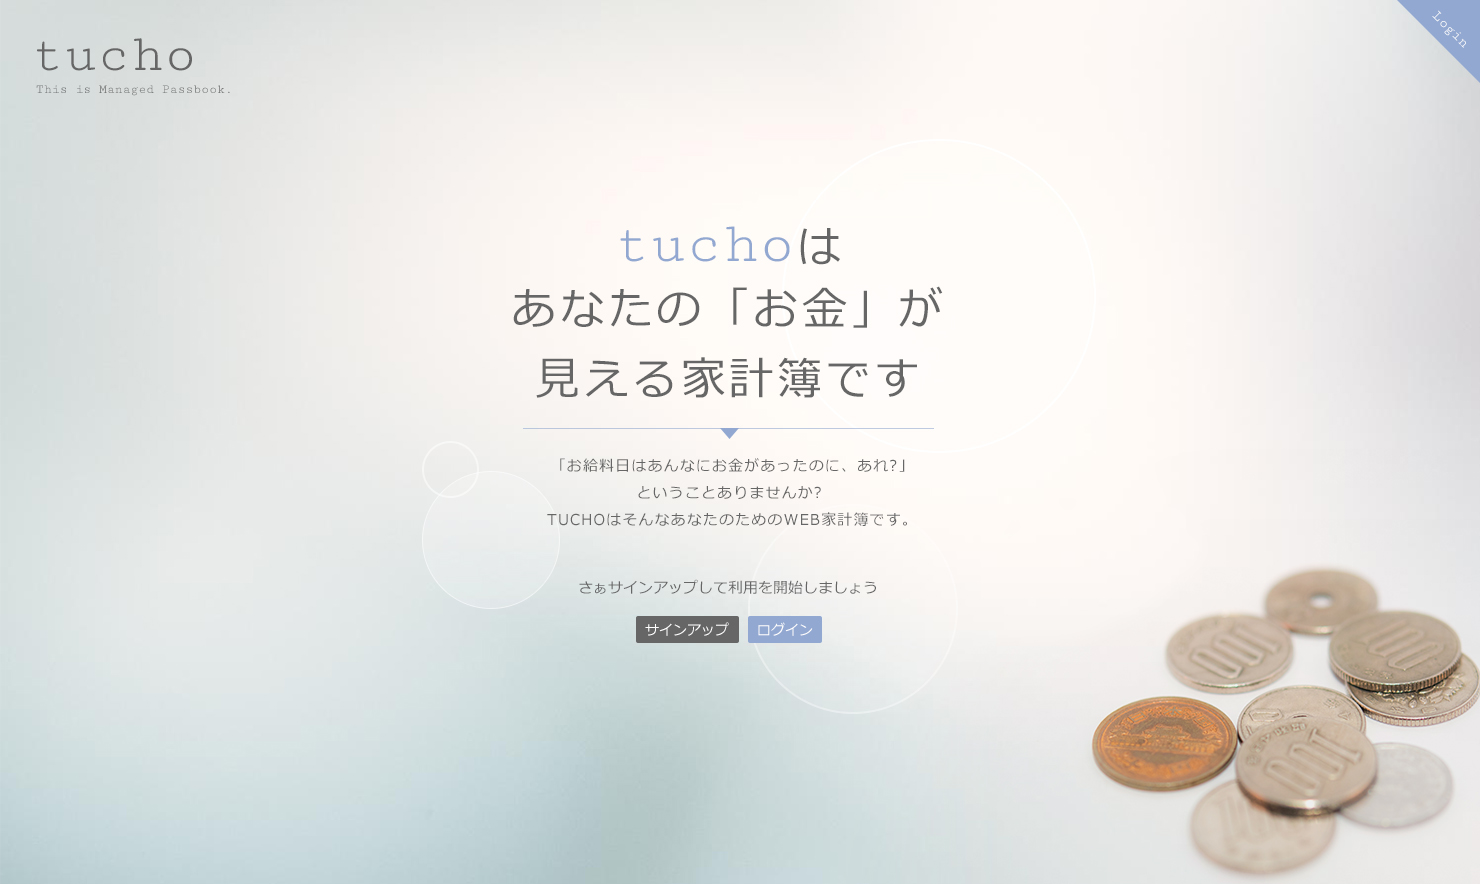 tucho
This is Managed Passbook.
Login
tuchoは
あなたの「お金」が
見える家計簿です
「お給料日はあんなにお金があったのに、あれ?」
ということありませんか?
TUCHOはそんなあなたのためのWEB家計簿です。
さぁサインアップして利用を開始しましょう
サインアップ ログイン
100
100
100